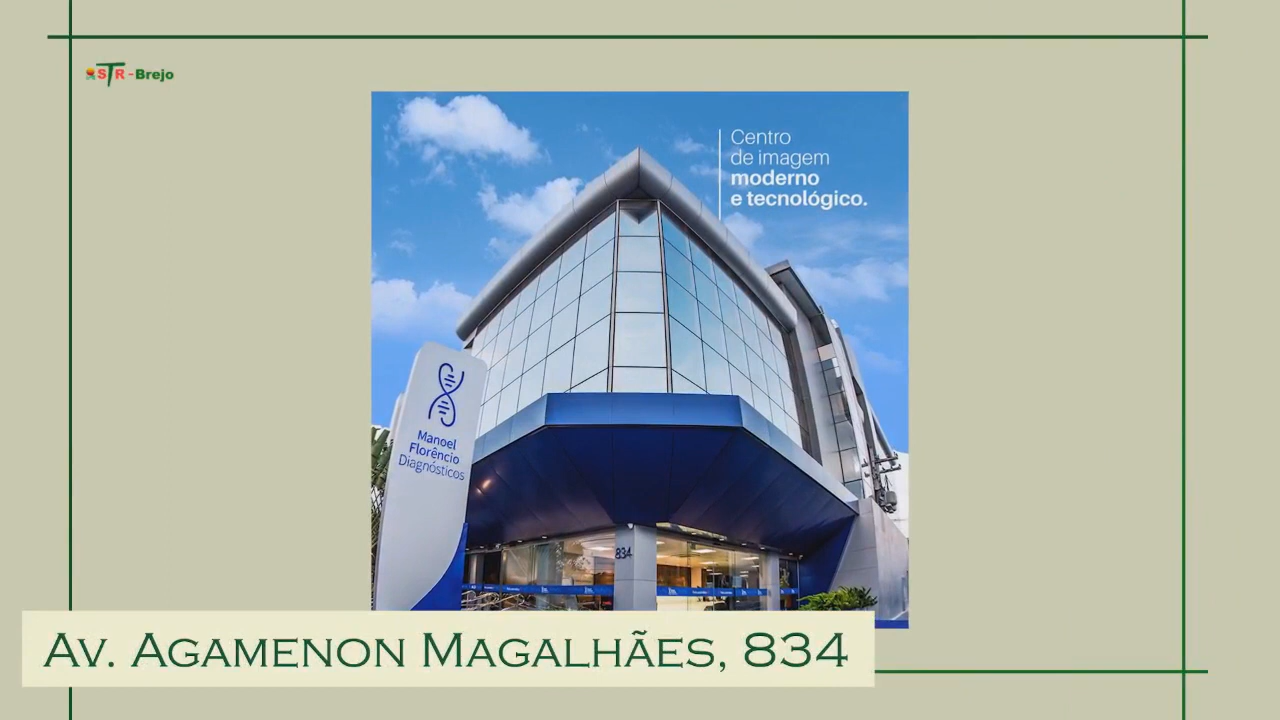 STR-Brejo
Centro
de imagem
moderno
e tecnológico.
Manoel
Florêncio
Diagnósticos
834
Av. Agamenon Magalhães, 834